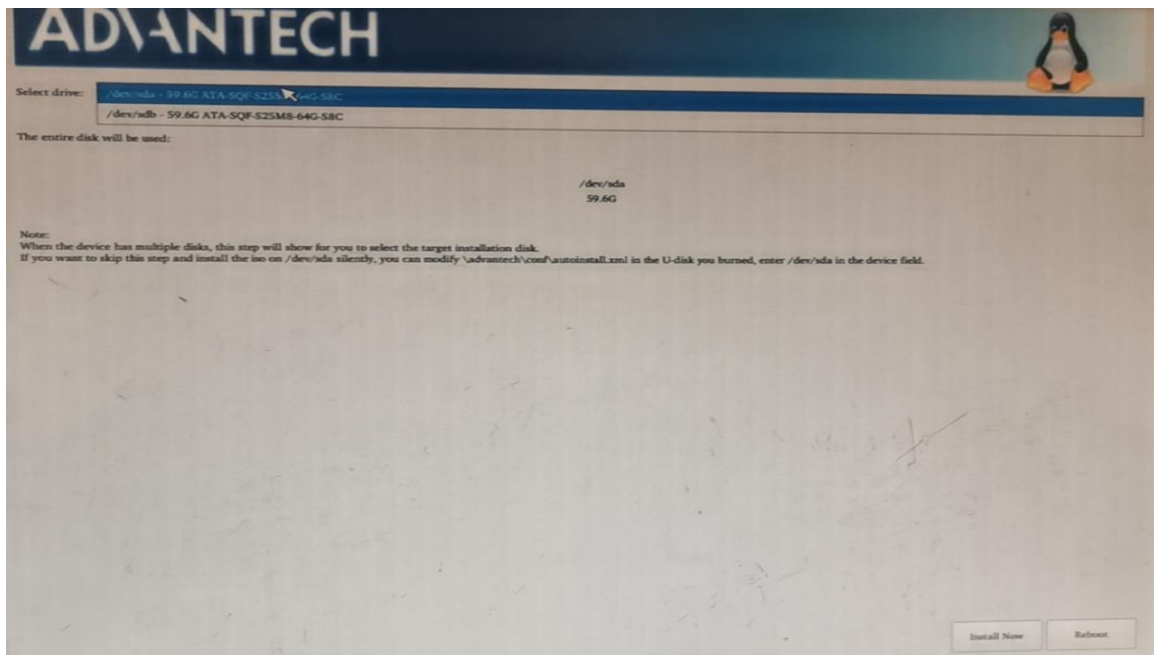 ADVANTECH
Select drive:
/dev/sda - 59.6G ATA-SQF-S25M8-64G-S8C
/dev/sdb - 59.6G ATA-SQF-S25M8-64G-S8C
The entire disk will be used:
/dev/sda
59.6G
Note:
When the device has multiple disks, this step will show for you to select the target installation disk.
If you want to skip this step and install the iso on /dev/sda silently, you can modify \advantech\conf\autoinstall.xml in the U-disk you burned, enter /dev/sda in the device field.
Install Now
Reboot